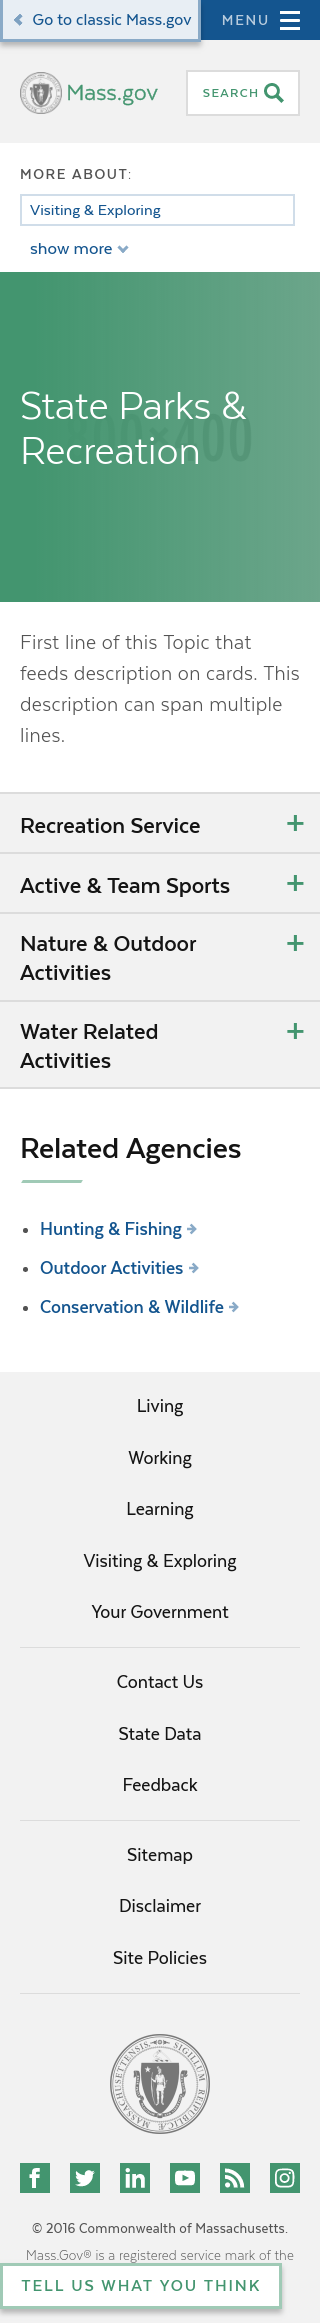 Go to classic Mass.gov
MENU
Mass.gov
SEARCH
MORE ABOUT:
Visiting & Exploring
show more
State Parks &
Recreation
First line of this Topic that
feeds description on cards. This
description can span multiple
lines.
Recreation Service
Active & Team Sports
Nature & Outdoor
Activities
Water Related
Activities
Related Agencies
Hunting & Fishing
Outdoor Activities
Conservation & Wildlife
Living
Working
Learning
Visiting & Exploring
Your Government
Contact Us
State Data
Feedback
Sitemap
Disclaimer
Site Policies
© 2016 Commonwealth of Massachusetts.
Mass.Gov® is a registered service mark of the
TELL US WHAT YOU THINK